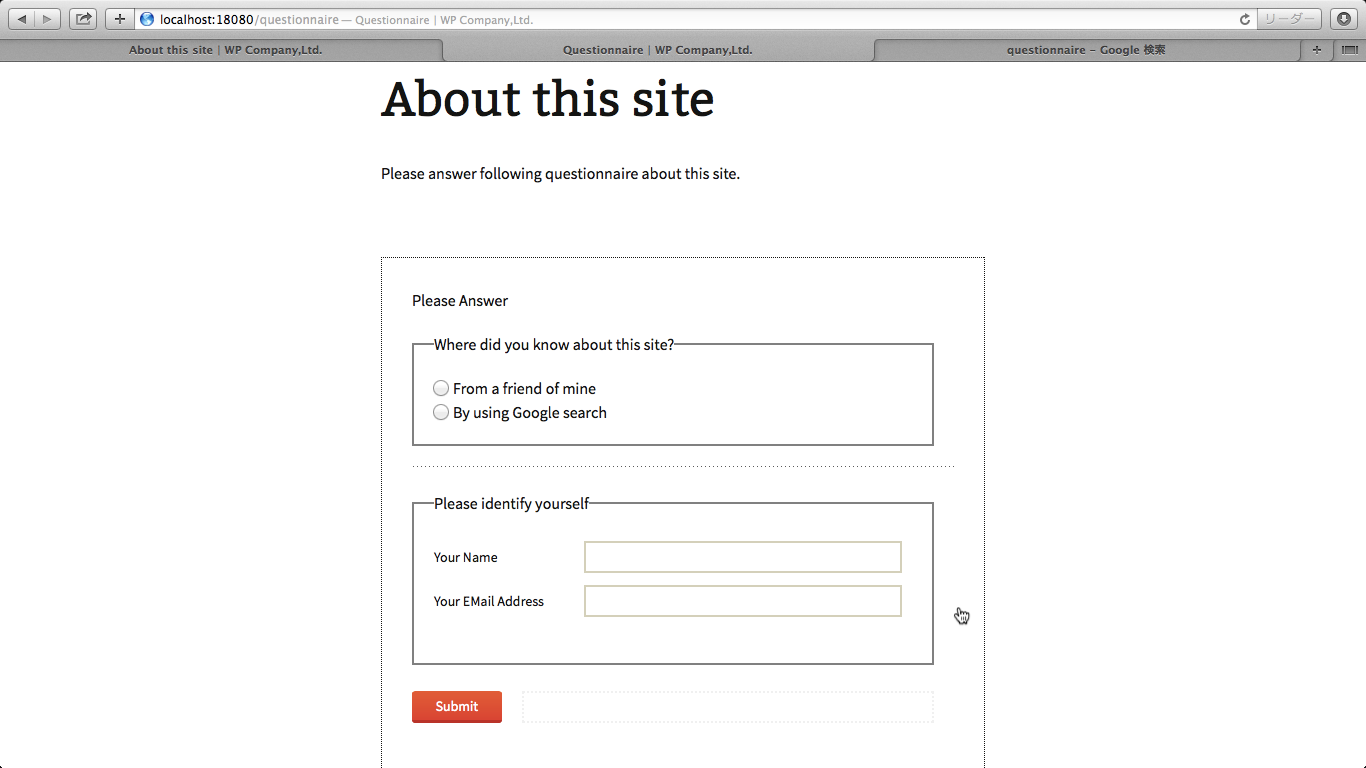 localhost:18080/questionnaire — Questionnaire | WP Company,Ltd.
リーダー
About this site | WP Company,Ltd.
Questionnaire | WP Company,Ltd.
questionnaire – Google 検索
About this site
Please answer following questionnaire about this site.
Please Answer
Where did you know about this site?
From a friend of mine
By using Google search
Please identify yourself
Your Name
Your EMail Address
Submit